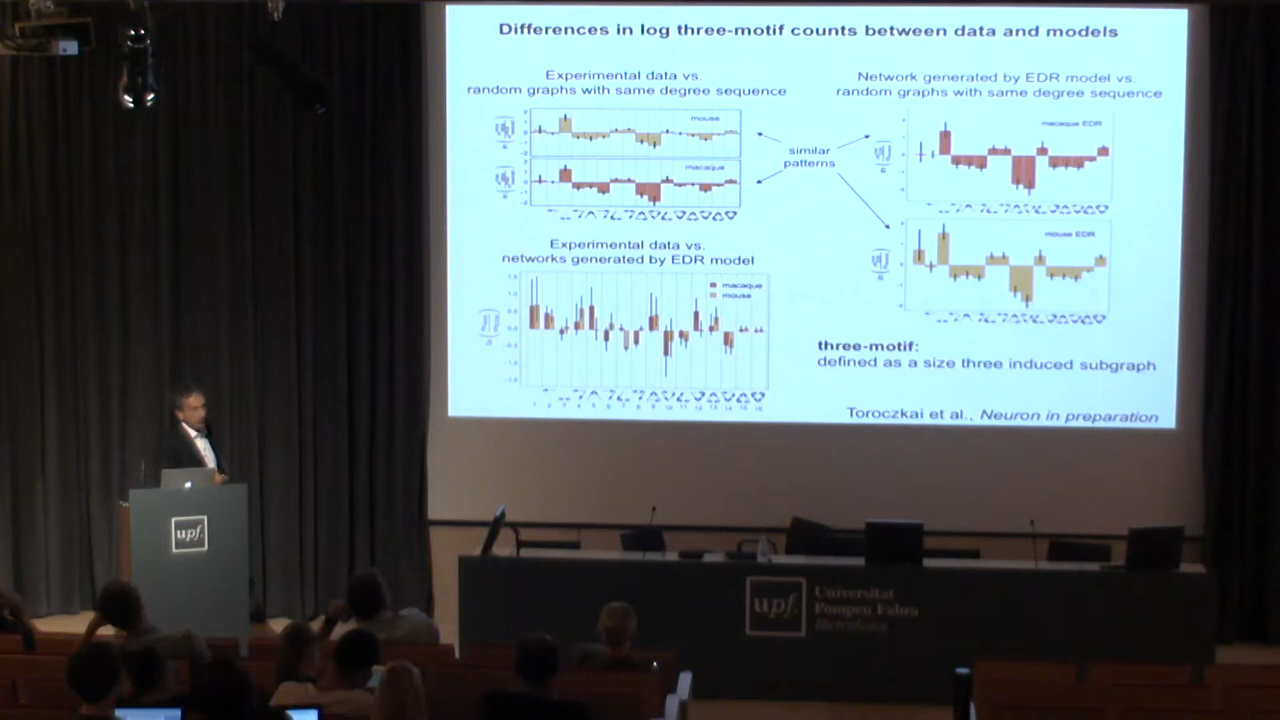 Differences in log three-motif counts between data and models
Experimental data vs.
random graphs with same degree sequence
mouse
macaque
similar
patterns
Network generated by EDR model vs.
random graphs with same degree sequence
macaque EDR
mouse EDR
Experimental data vs.
networks generated by EDR model
macaque
mouse
three-motif:
defined as a size three induced subgraph
Toroczkai et al., Neuron in preparation
upf.
upf.
Universitat
Pompeu Fabra
Barcelona